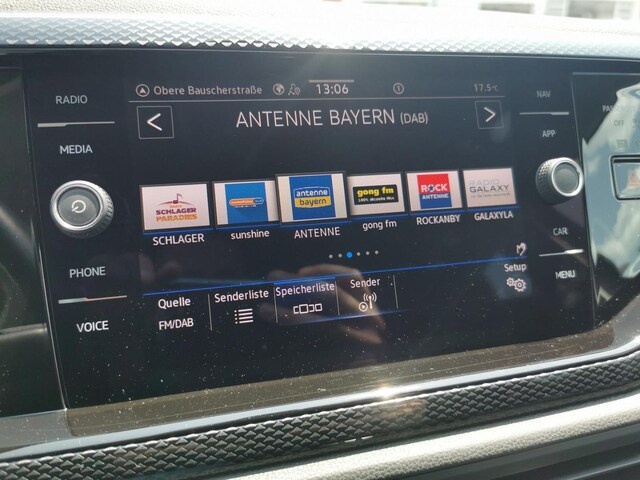 RADIO
MEDIA
PHONE
VOICE
Obere Bauscherstraße
13:06
17.5°C
ANTENNE BAYERN (DAB)
SCHLAGER PARADIES
antenne bayern
gong fm
ROCK ANTENNE
RADIO GALAXY
SCHLAGER
sunshine
ANTENNE
gong fm
ROCKANBY
GALAXYLA
Quelle
FM/DAB
Senderliste
Speicherliste
Sender
Setup
NAV
APP
CAR
MENU
OFF